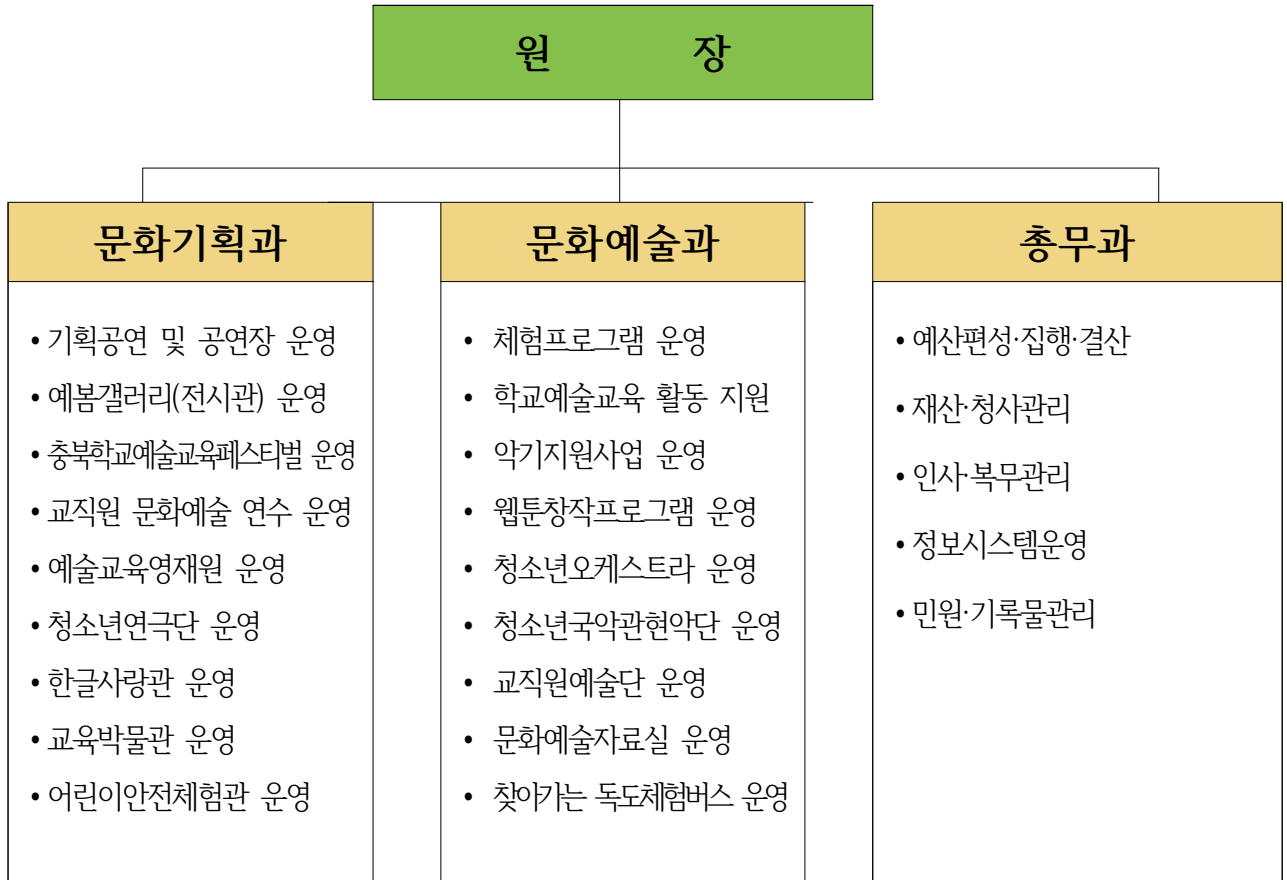 원 장
문화기획과
• 기획공연 및 공연장 운영
• 예봄갤러리(전시관) 운영
• 충북학교예술교육페스티벌 운영
• 교직원 문화예술 연수 운영
• 예술교육영재원 운영
• 청소년연극단 운영
• 한글사랑관 운영
• 교육박물관 운영
• 어린이안전체험관 운영
문화예술과
• 체험프로그램 운영
• 학교예술교육 활동 지원
• 악기지원사업 운영
• 웹툰창작프로그램 운영
• 청소년오케스트라 운영
• 청소년국악관현악단 운영
• 교직원예술단 운영
• 문화예술자료실 운영
• 찾아가는 독도체험버스 운영
총무과
• 예산편성·집행·결산
• 재산·청사관리
• 인사·복무관리
• 정보시스템운영
• 민원·기록물관리